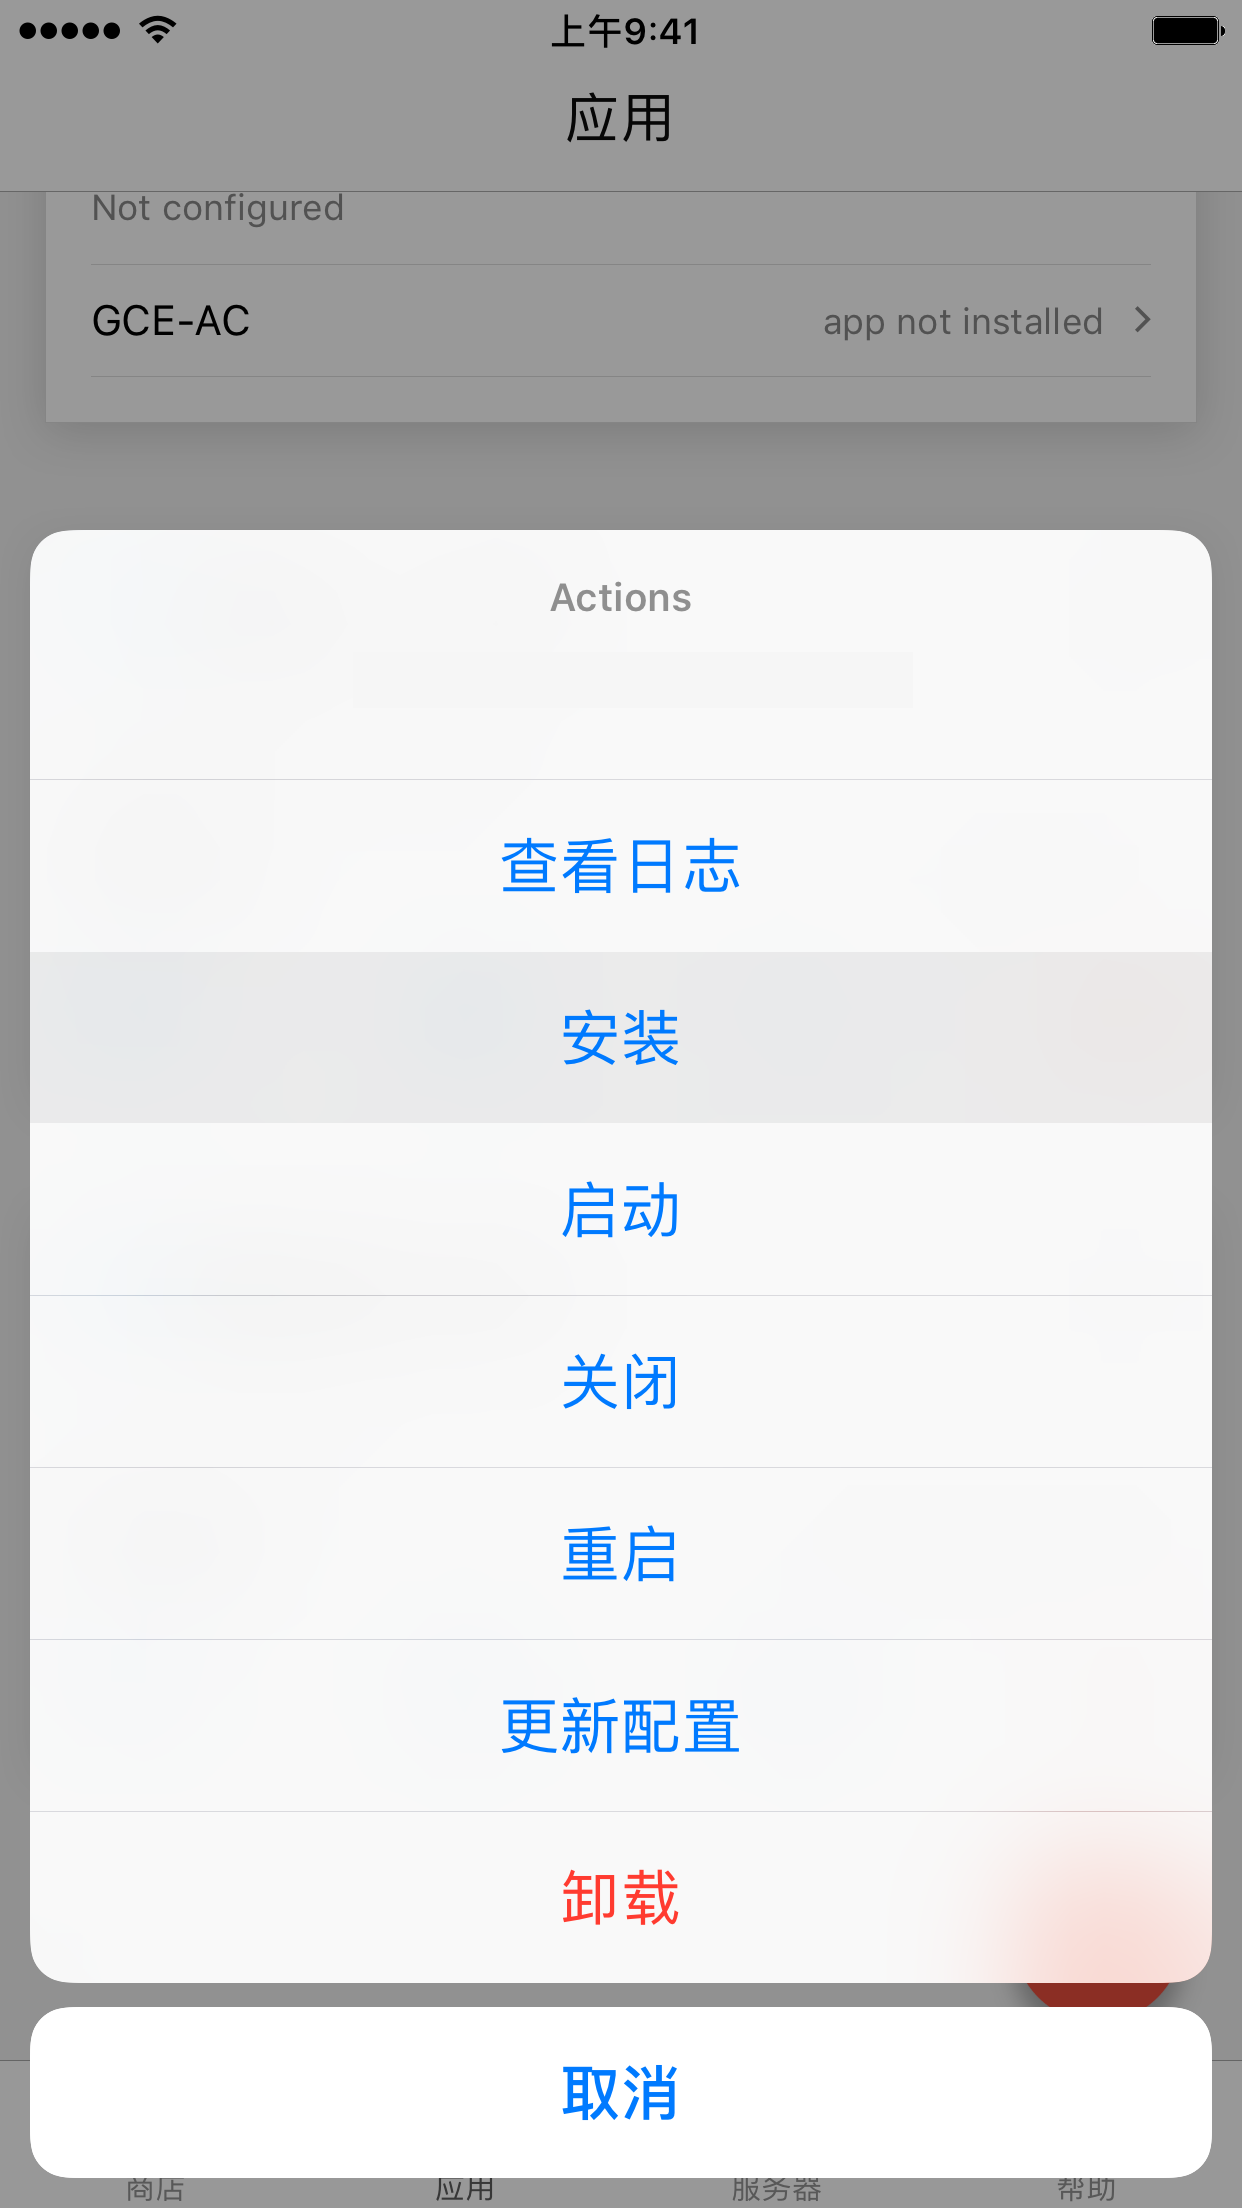 上午9:41
应用
Not configured
GCE-AC
app not installed
Actions
查看日志
安装
启动
关闭
重启
更新配置
卸载
取消
商店
应用
服务器
帮助